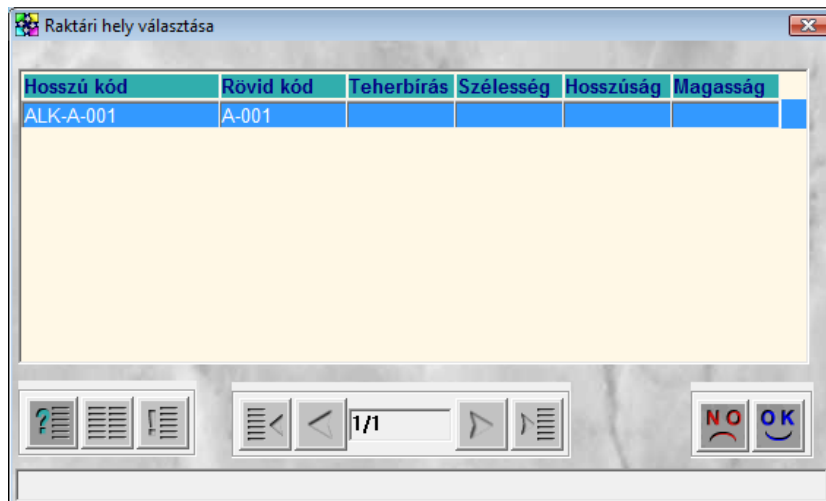 Raktári hely választása
Hosszú kód Rövid kód Teherbírás Szélesség Hosszúság Magasság
ALK-A-001 A-001
1/1
NO OK